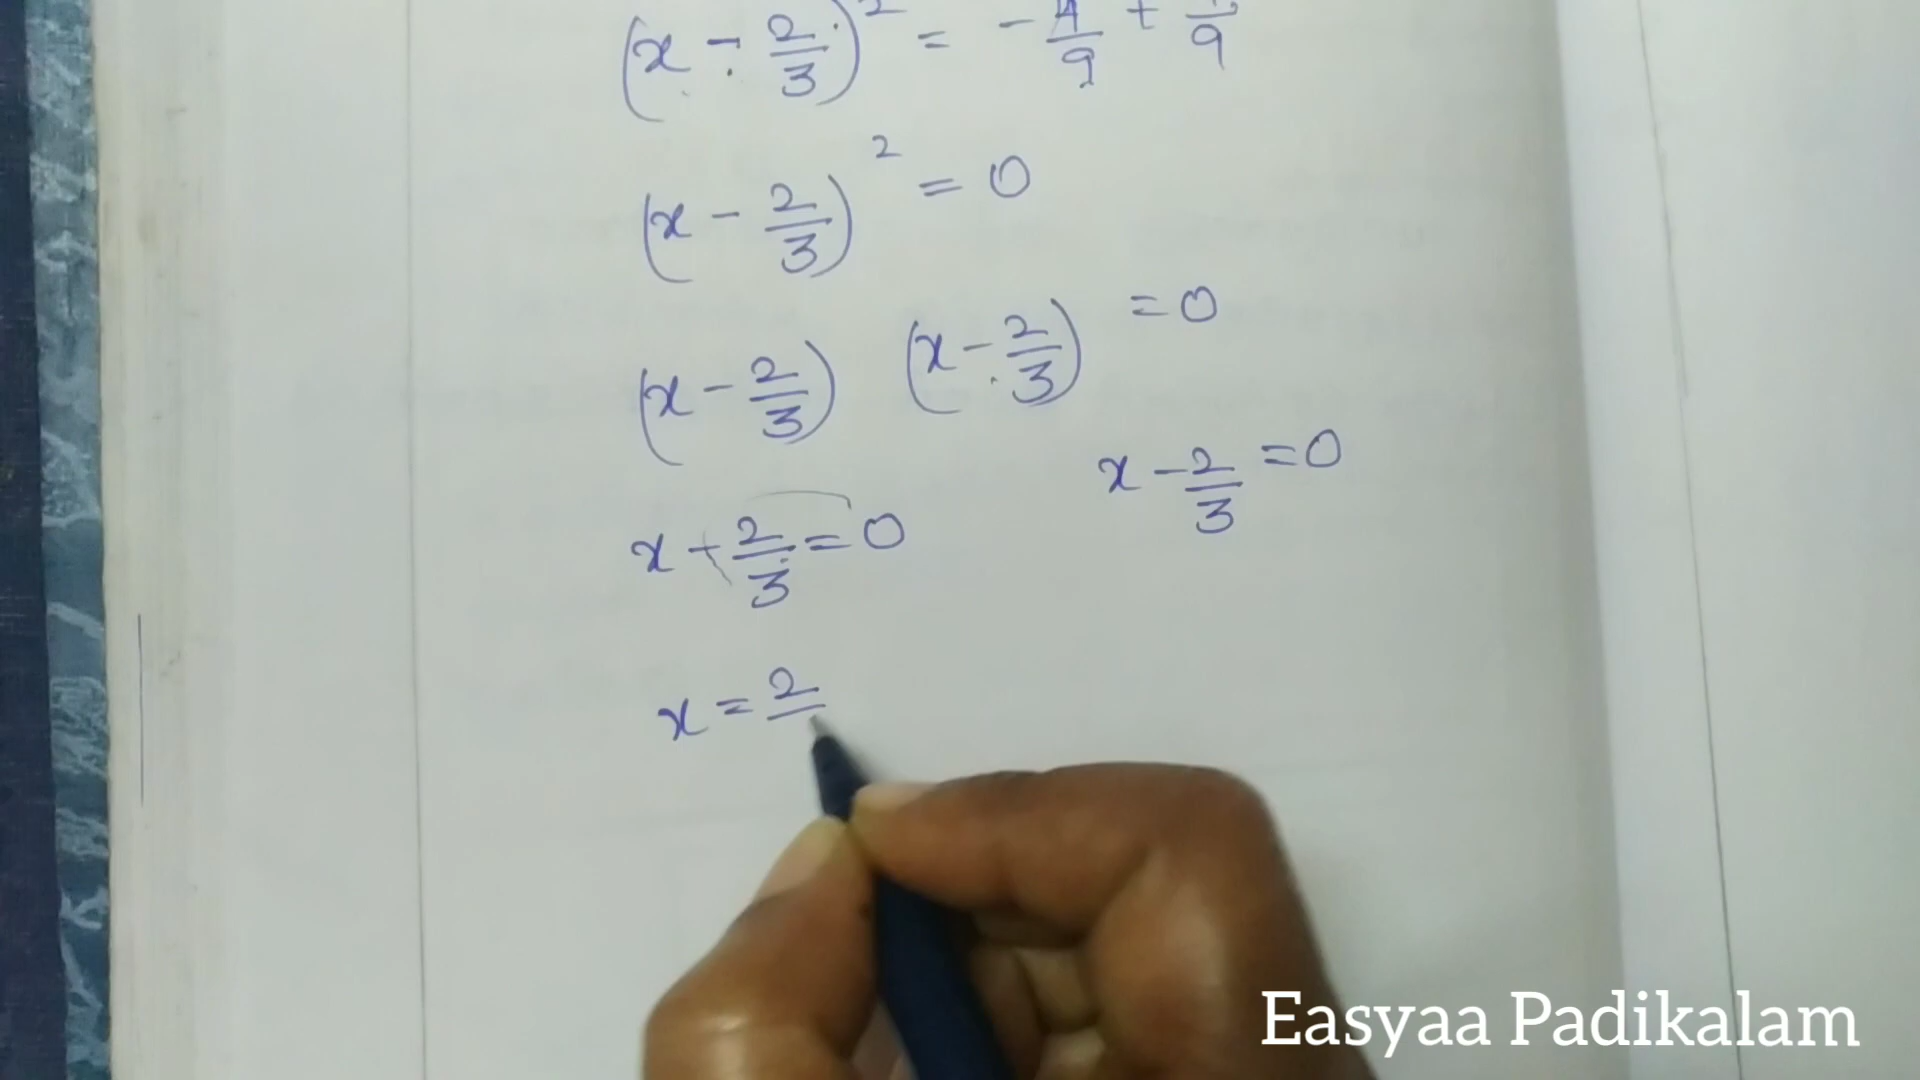 (x - 2/3)² = - 4/9 + 4/9
(x - 2/3)² = 0
(x - 2/3) (x - 2/3) = 0
x - 2/3 = 0
x - 2/3 = 0
x = 2
Easyaa Padikalam